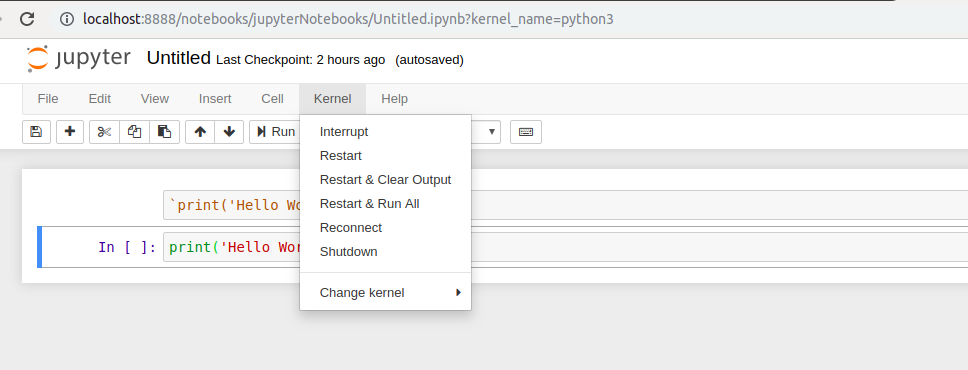 localhost:8888/notebooks/jupyterNotebooks/Untitled.ipynb?kernel_name=python3
jupyter Untitled Last Checkpoint: 2 hours ago (autosaved)
File Edit View Insert Cell Kernel Help
Run
Interrupt
Restart
Restart & Clear Output
Restart & Run All
Reconnect
Shutdown
Change kernel
`print('Hello Wo
In [ ]: print('Hello Wor